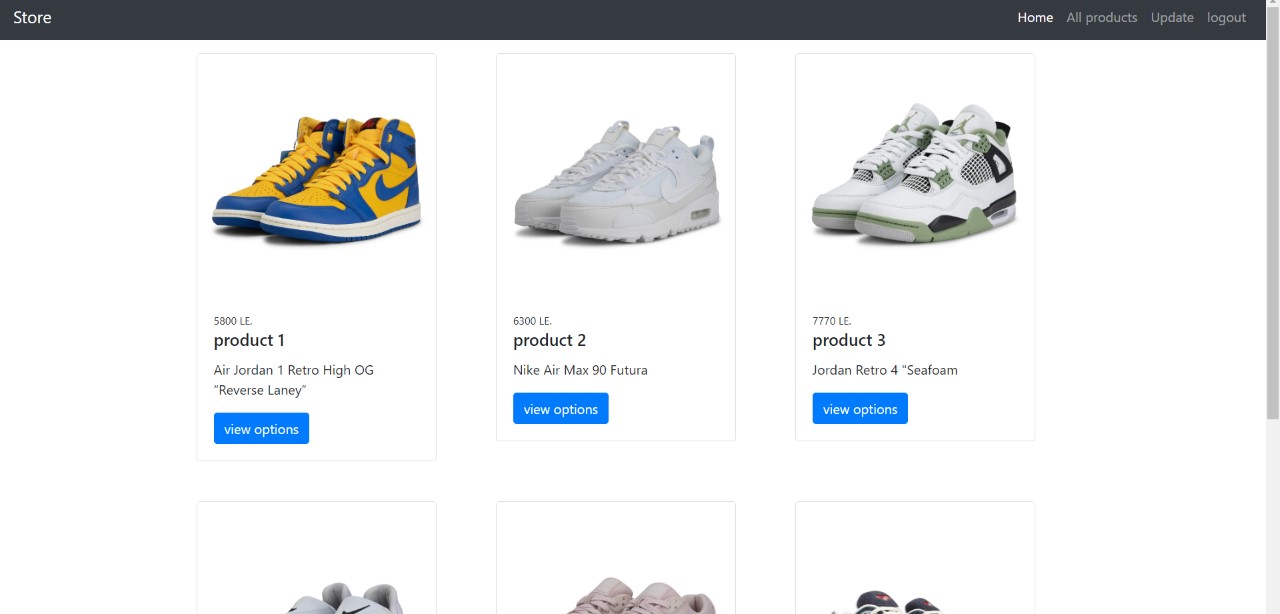 Store
Home All products Update logout
5800 LE.
product 1
Air Jordan 1 Retro High OG
“Reverse Laney”
view options
6300 LE.
product 2
Nike Air Max 90 Futura
view options
7770 LE.
product 3
Jordan Retro 4 “Seafoam
view options